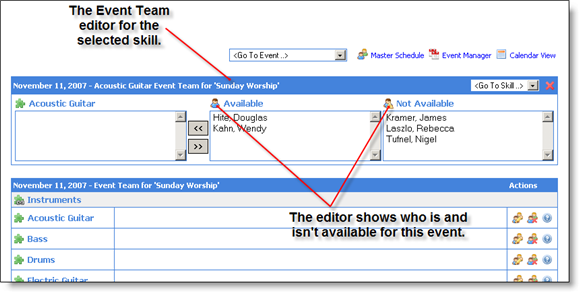 The Event Team
editor for the
selected skill.
<Go To Event ..> Master Schedule Event Manager Calendar View
November 11, 2007 - Acoustic Guitar Event Team for 'Sunday Worship' <Go To Skill ..>
Acoustic Guitar Available Not Available
Hite, Douglas
Kahn, Wendy
Kramer, James
Laszlo, Rebecca
Tufnel, Nigel
<<
>>
November 11, 2007 - Event Team for 'Sunday Worship' Actions
Instruments
The editor shows who is and
isn't available for this event.
Acoustic Guitar
Bass
Drums
Electric Guitar